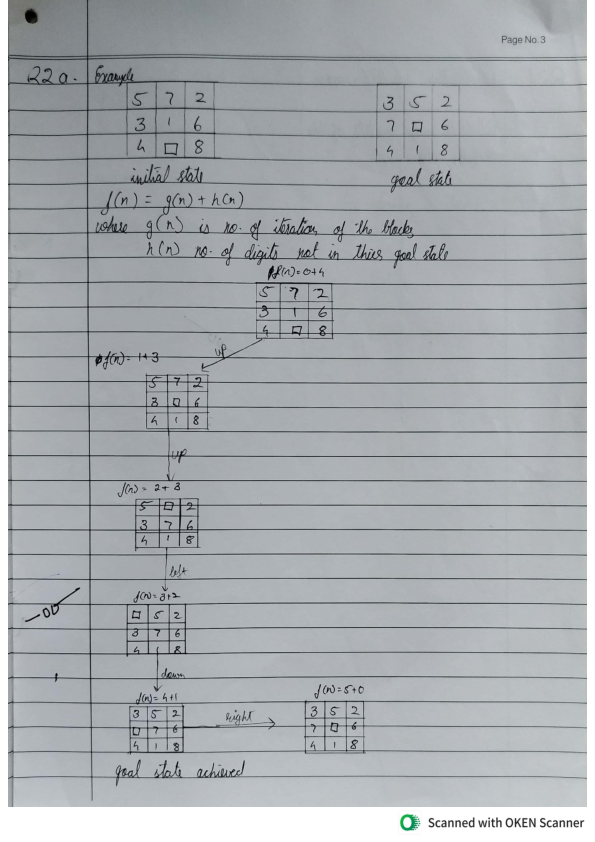 Page No. 3
22 a. Example
5 7 2
3 1 6
4 □ 8
initial state
3 5 2
7 □ 6
4 1 8
goal state
f(n) = g(n) + h(n)
where g(n) is no. of iteration of the blocks
h(n) no. of digits not in thier goal state
f(n) = 0+4
5 7 2
3 1 6
4 □ 8
up
f(n) = 1+3
5 7 2
3 □ 6
4 1 8
up
f(n) = 2+3
5 □ 2
3 7 6
4 1 8
left
f(n) = 3+2
□ 5 2
3 7 6
4 1 8
down
f(n) = 4+1
3 5 2
□ 7 6
4 1 8
right
f(n) = 5+0
3 5 2
7 □ 6
4 1 8
goal state achieved
Scanned with OKEN Scanner